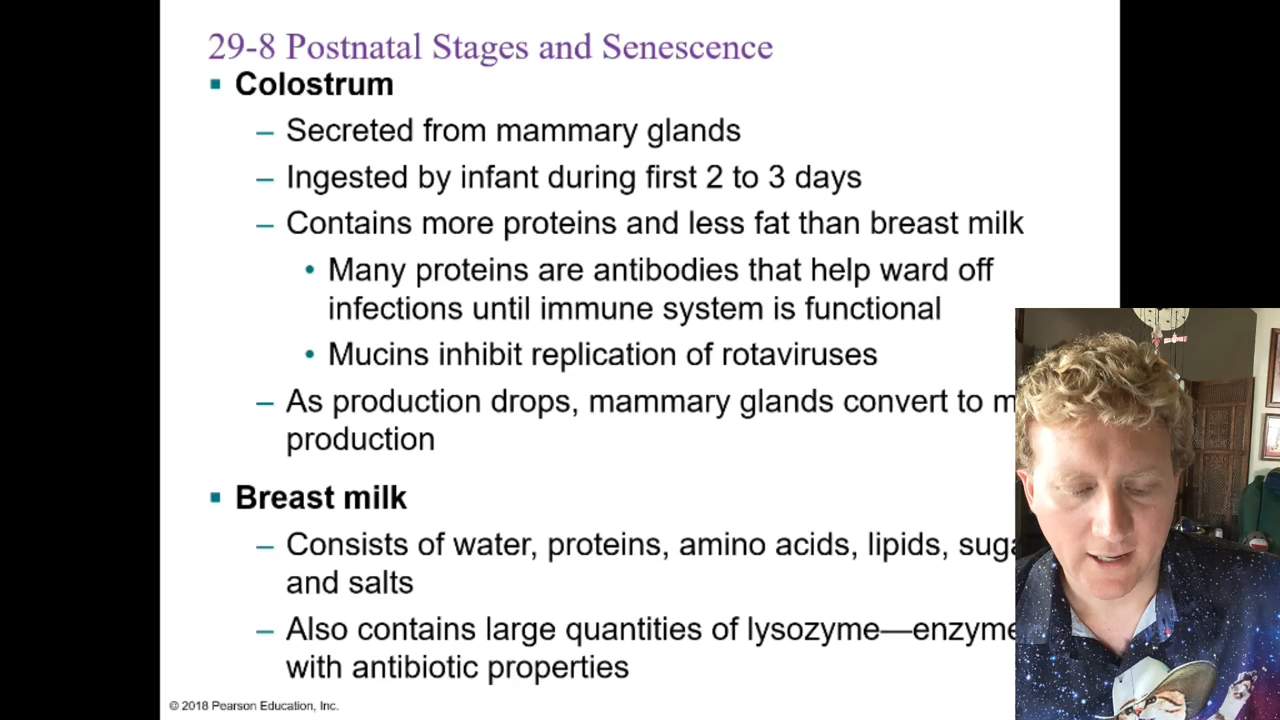 29-8 Postnatal Stages and Senescence
▪ Colostrum
– Secreted from mammary glands
– Ingested by infant during first 2 to 3 days
– Contains more proteins and less fat than breast milk
• Many proteins are antibodies that help ward off
infections until immune system is functional
• Mucins inhibit replication of rotaviruses
– As production drops, mammary glands convert to
production
▪ Breast milk
– Consists of water, proteins, amino acids, lipids,
and salts
– Also contains large quantities of lysozyme—enzyme
with antibiotic properties
© 2018 Pearson Education, Inc.